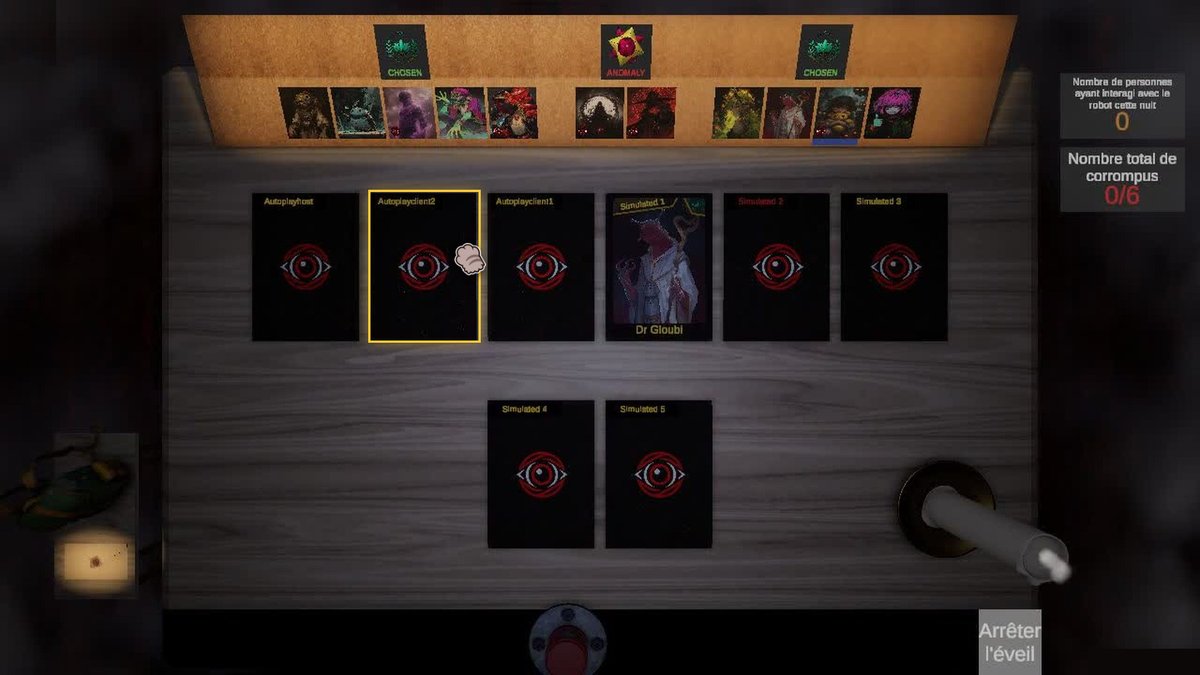 CHOSEN
ANOMALY
CHOSEN
Nombre de personnes
ayant interagi avec le
robot cette nuit
0
Nombre total de
corrompus
0/6
Autoplayhost
Autoplayclient2
Autoplayclient1
Simulated 1
Simulated 2
Simulated 3
Dr Gloubi
Simulated 4
Simulated 5
Arrêter
l'éveil